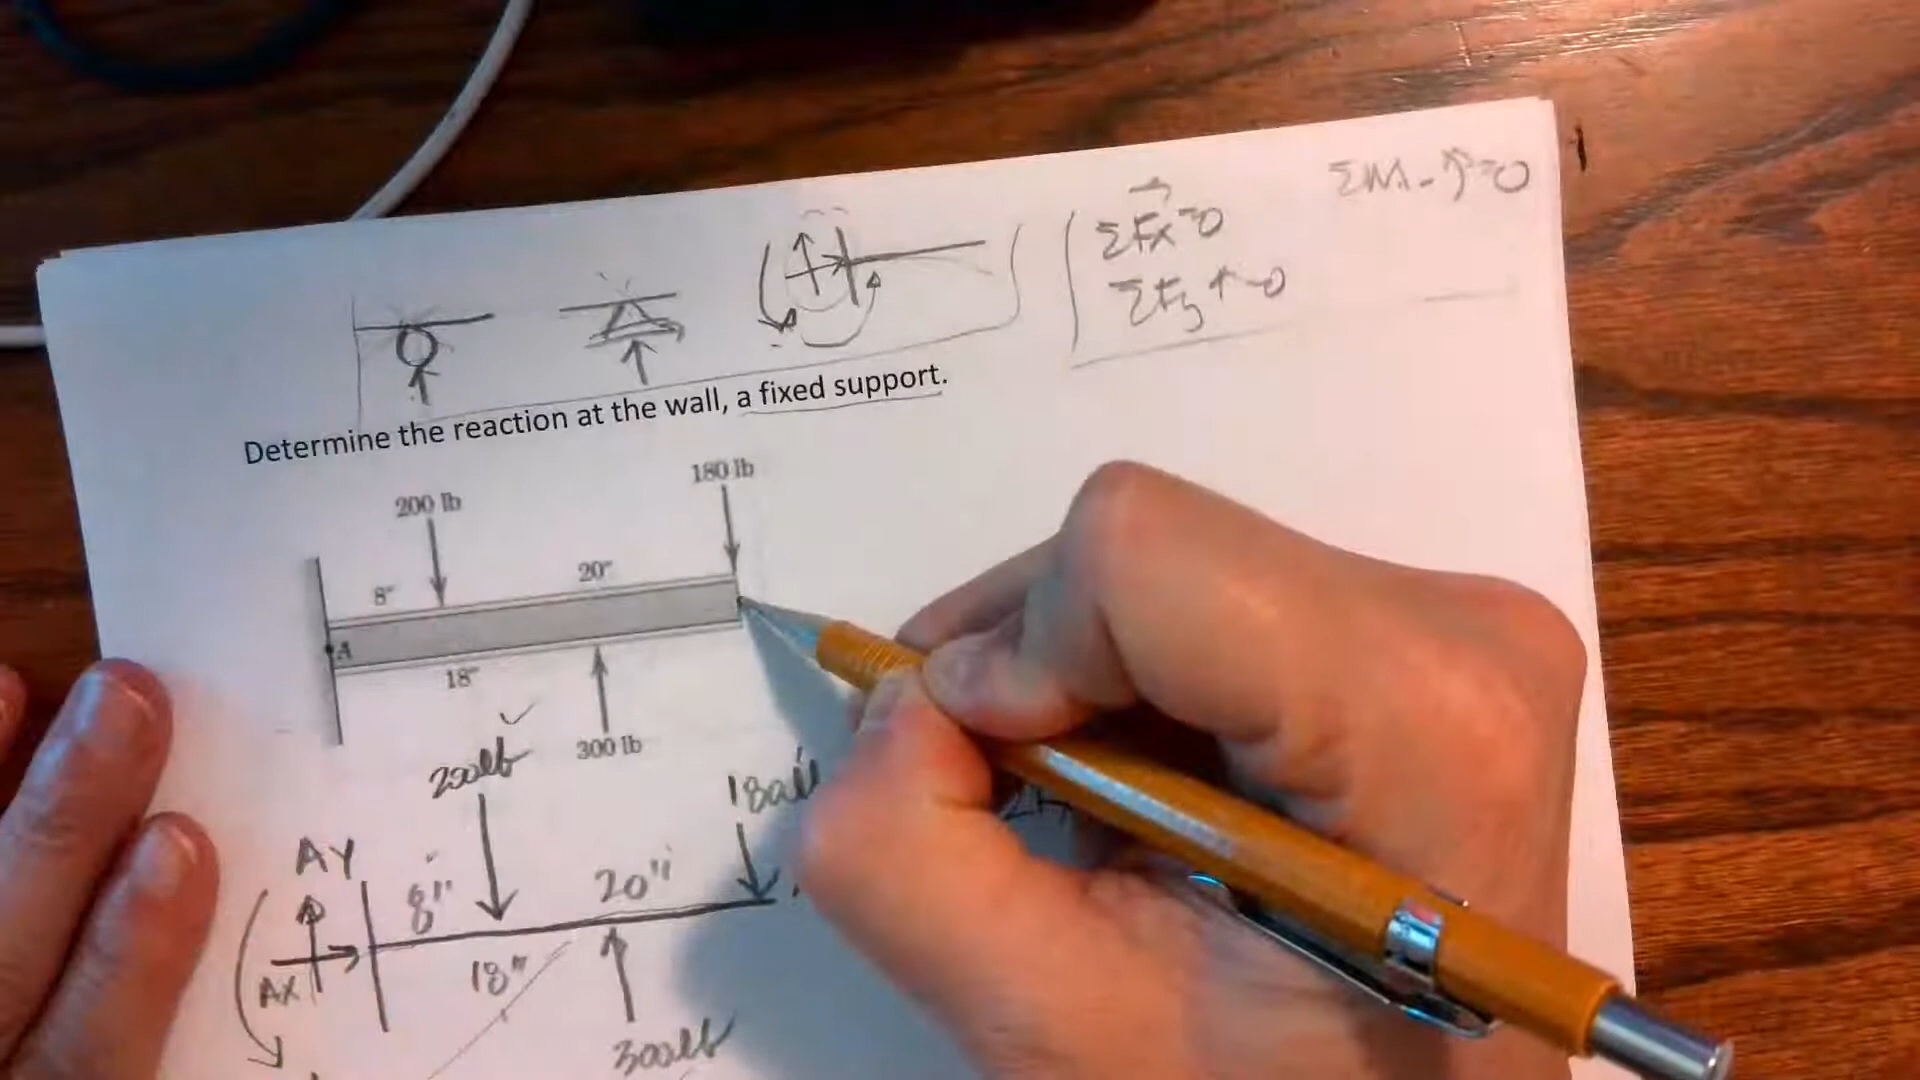 ΣM ↑=0
ΣFx=0
ΣFy ↑=0
Determine the reaction at the wall, a fixed support.
180 lb
200 lb
20"
8"
A
18"
300 lb
200lb
180lb
AY
8"
20"
AX
18"
300lb